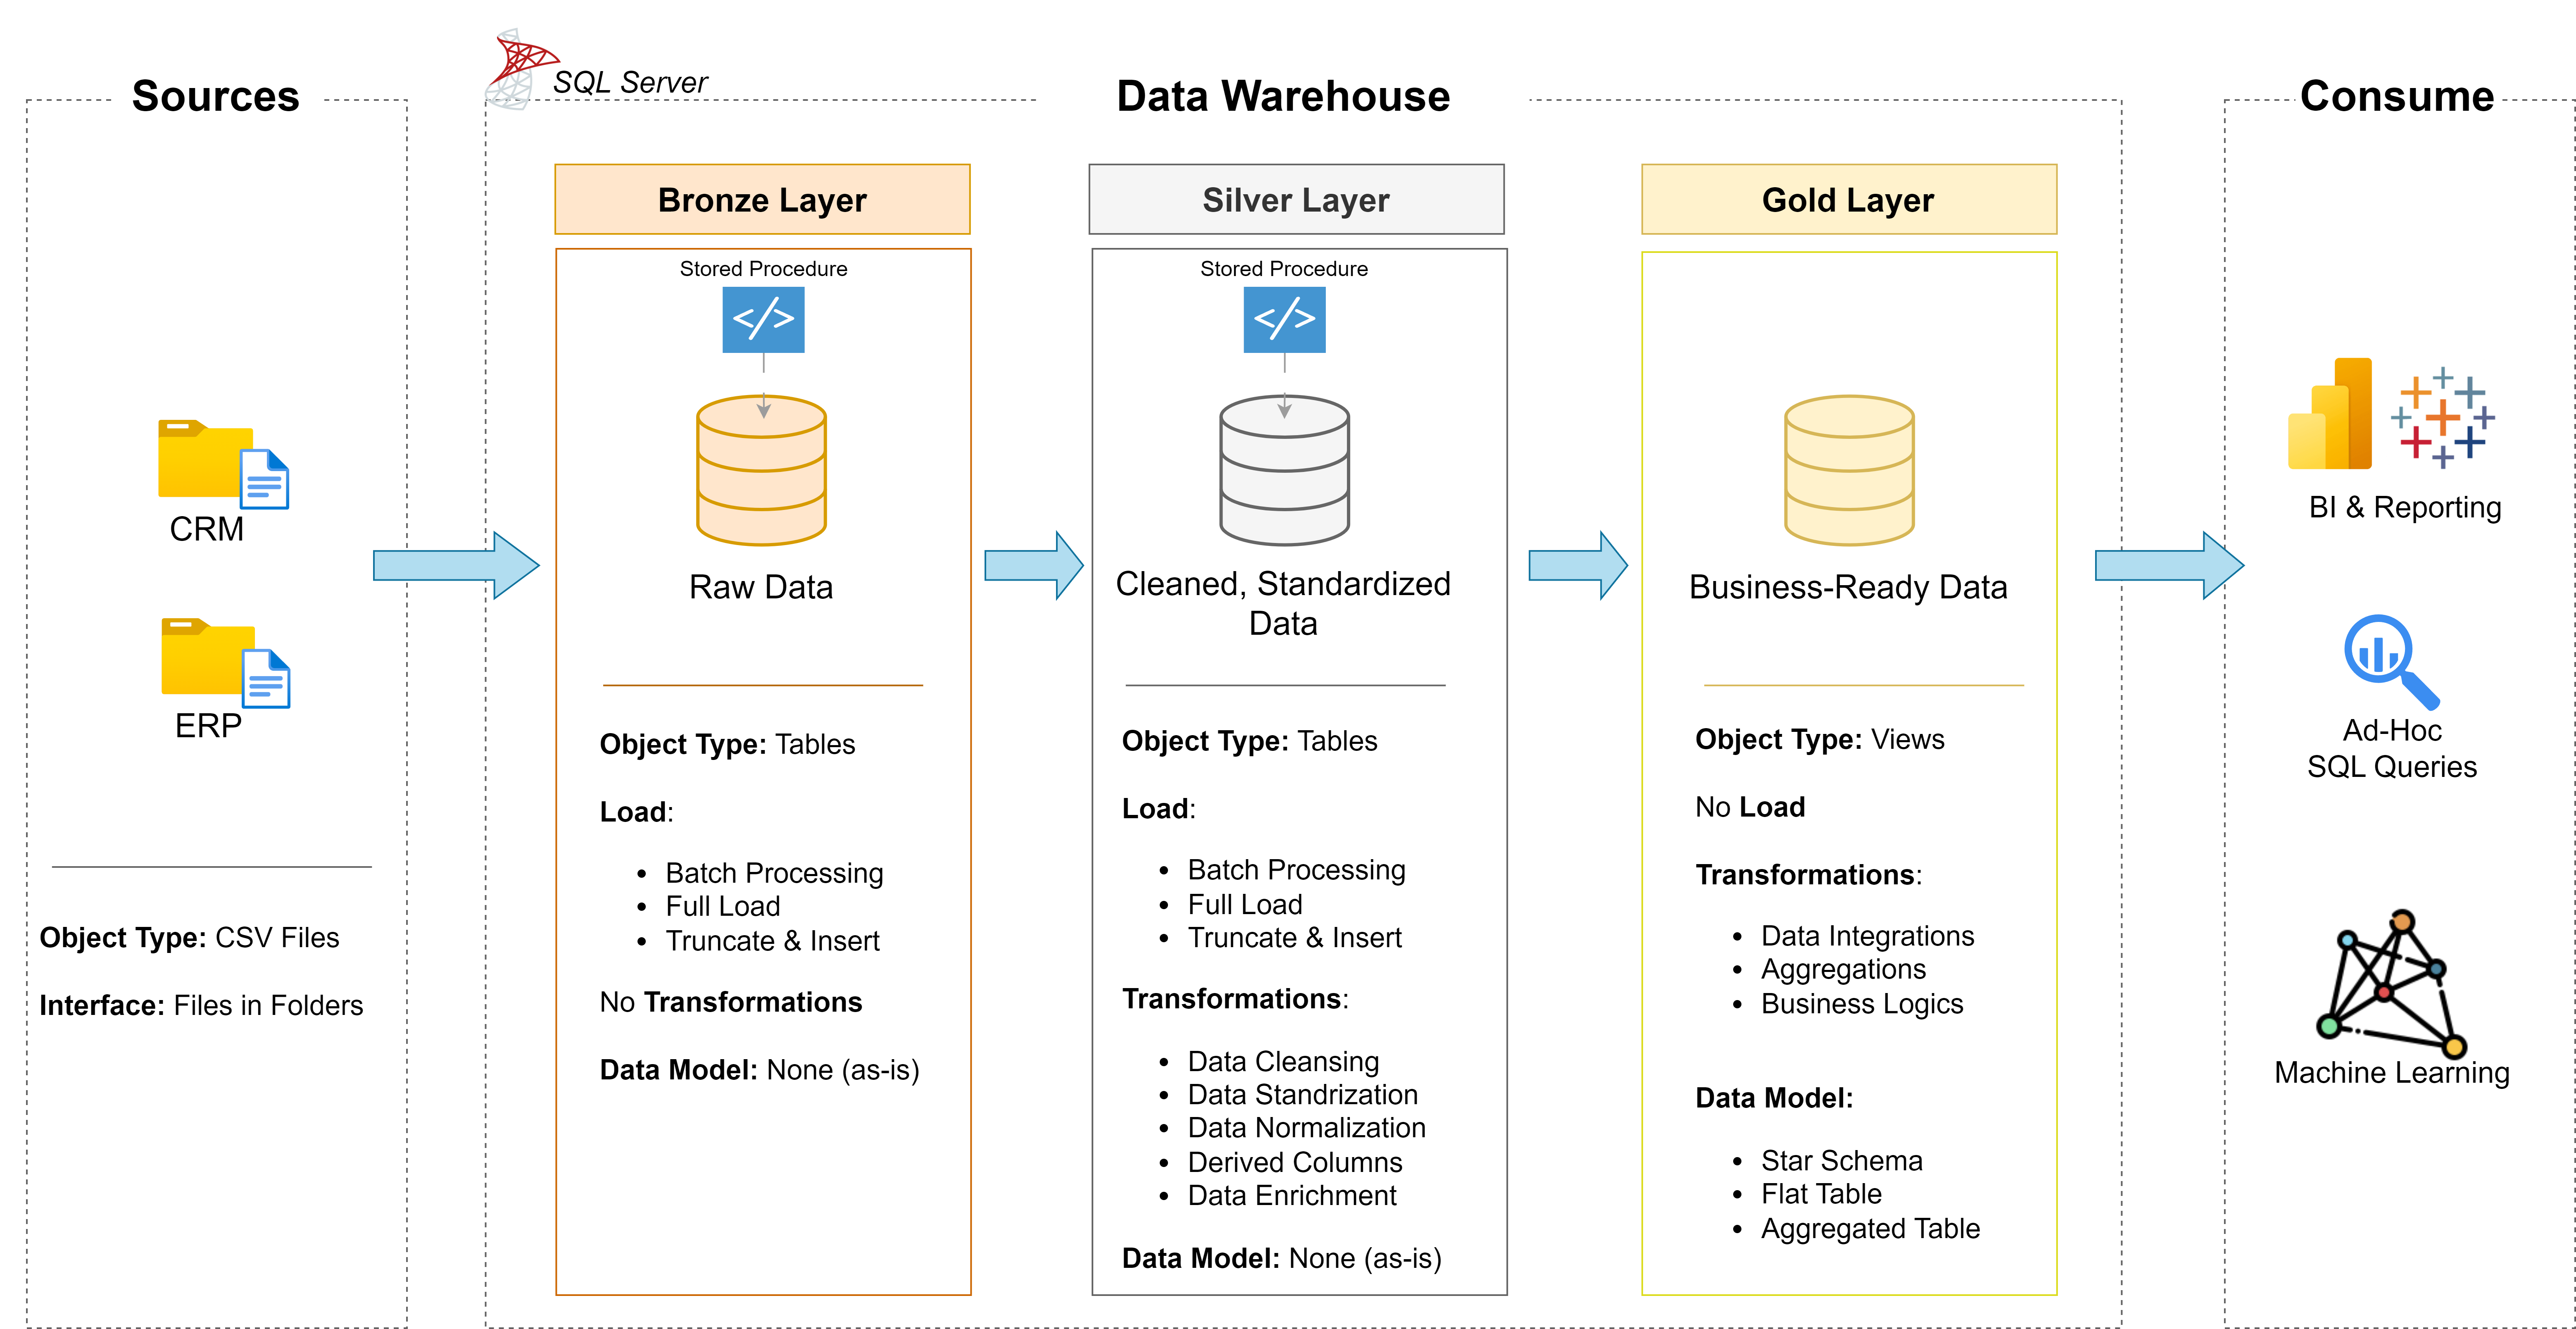 Sources
CRM
ERP
Object Type: CSV Files
Interface: Files in Folders
SQL Server
Data Warehouse
Bronze Layer
Stored Procedure
</>
Raw Data
Object Type: Tables
Load:
• Batch Processing
• Full Load
• Truncate & Insert
No Transformations
Data Model: None (as-is)
Silver Layer
Stored Procedure
</>
Cleaned, Standardized
Data
Object Type: Tables
Load:
• Batch Processing
• Full Load
• Truncate & Insert
Transformations:
• Data Cleansing
• Data Standrization
• Data Normalization
• Derived Columns
• Data Enrichment
Data Model: None (as-is)
Gold Layer
Business-Ready Data
Object Type: Views
No Load
Transformations:
• Data Integrations
• Aggregations
• Business Logics
Data Model:
• Star Schema
• Flat Table
• Aggregated Table
Consume
BI & Reporting
Ad-Hoc
SQL Queries
Machine Learning